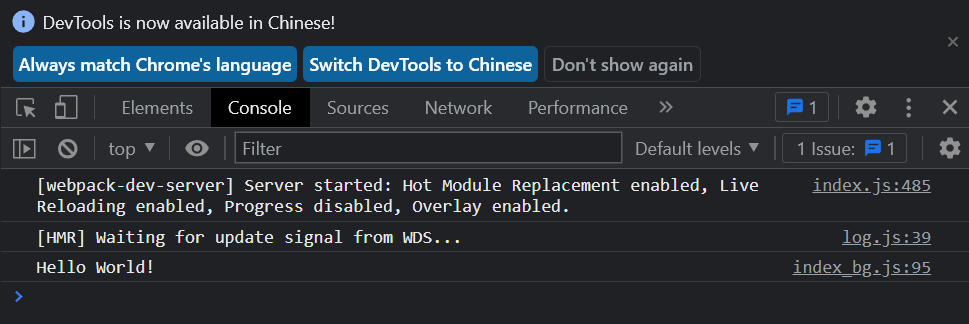 DevTools is now available in Chinese!
Always match Chrome's language Switch DevTools to Chinese Don't show again
Elements Console Sources Network Performance 1
top Filter Default levels 1 Issue: 1
[webpack-dev-server] Server started: Hot Module Replacement enabled, Live index.js:485
Reloading enabled, Progress disabled, Overlay enabled.
[HMR] Waiting for update signal from WDS... log.js:39
Hello World! index_bg.js:95